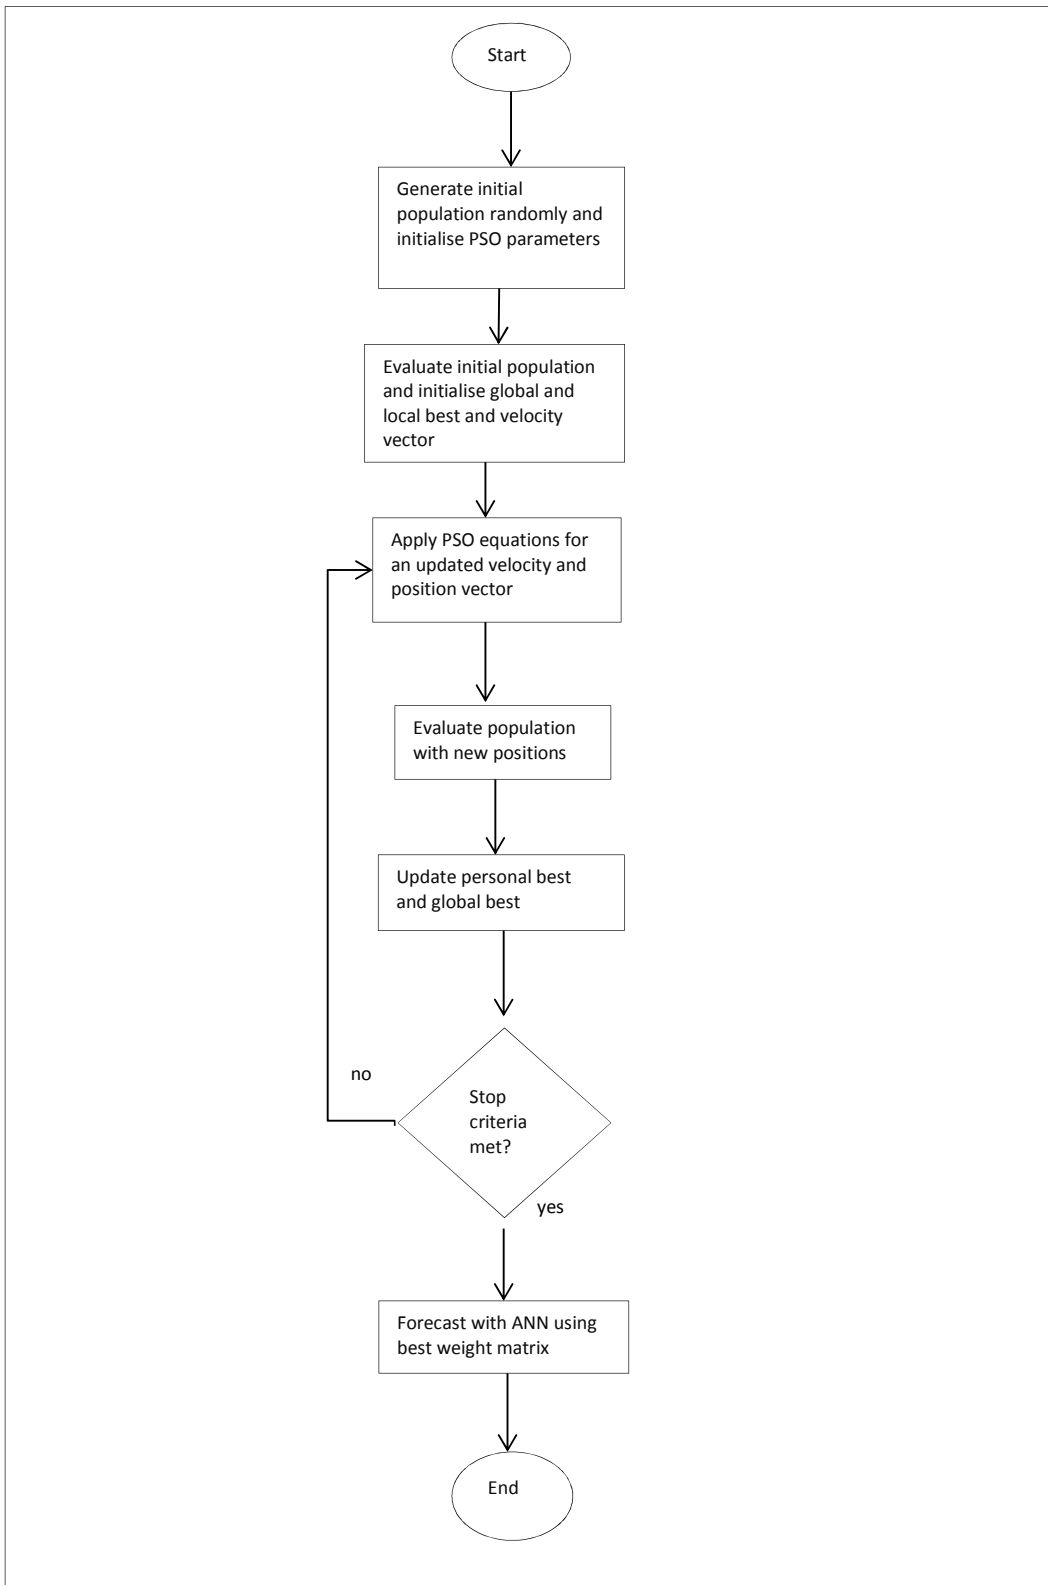 Start
Generate initial
population randomly and
initialise PSO parameters
Evaluate initial population
and initialise global and
local best and velocity
vector
Apply PSO equations for
an updated velocity and
position vector
Evaluate population
with new positions
Update personal best
and global best
no
Stop
criteria
met?
yes
Forecast with ANN using
best weight matrix
End